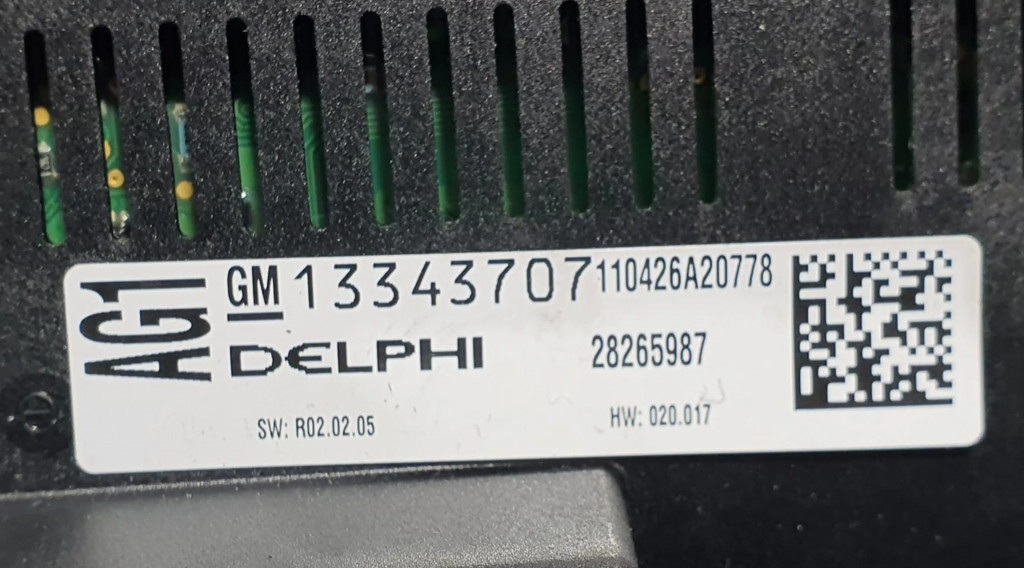 AG1
GM 13343707 110426A20778
DELPHI 28265987
SW: R02.02.05 HW: 020.017